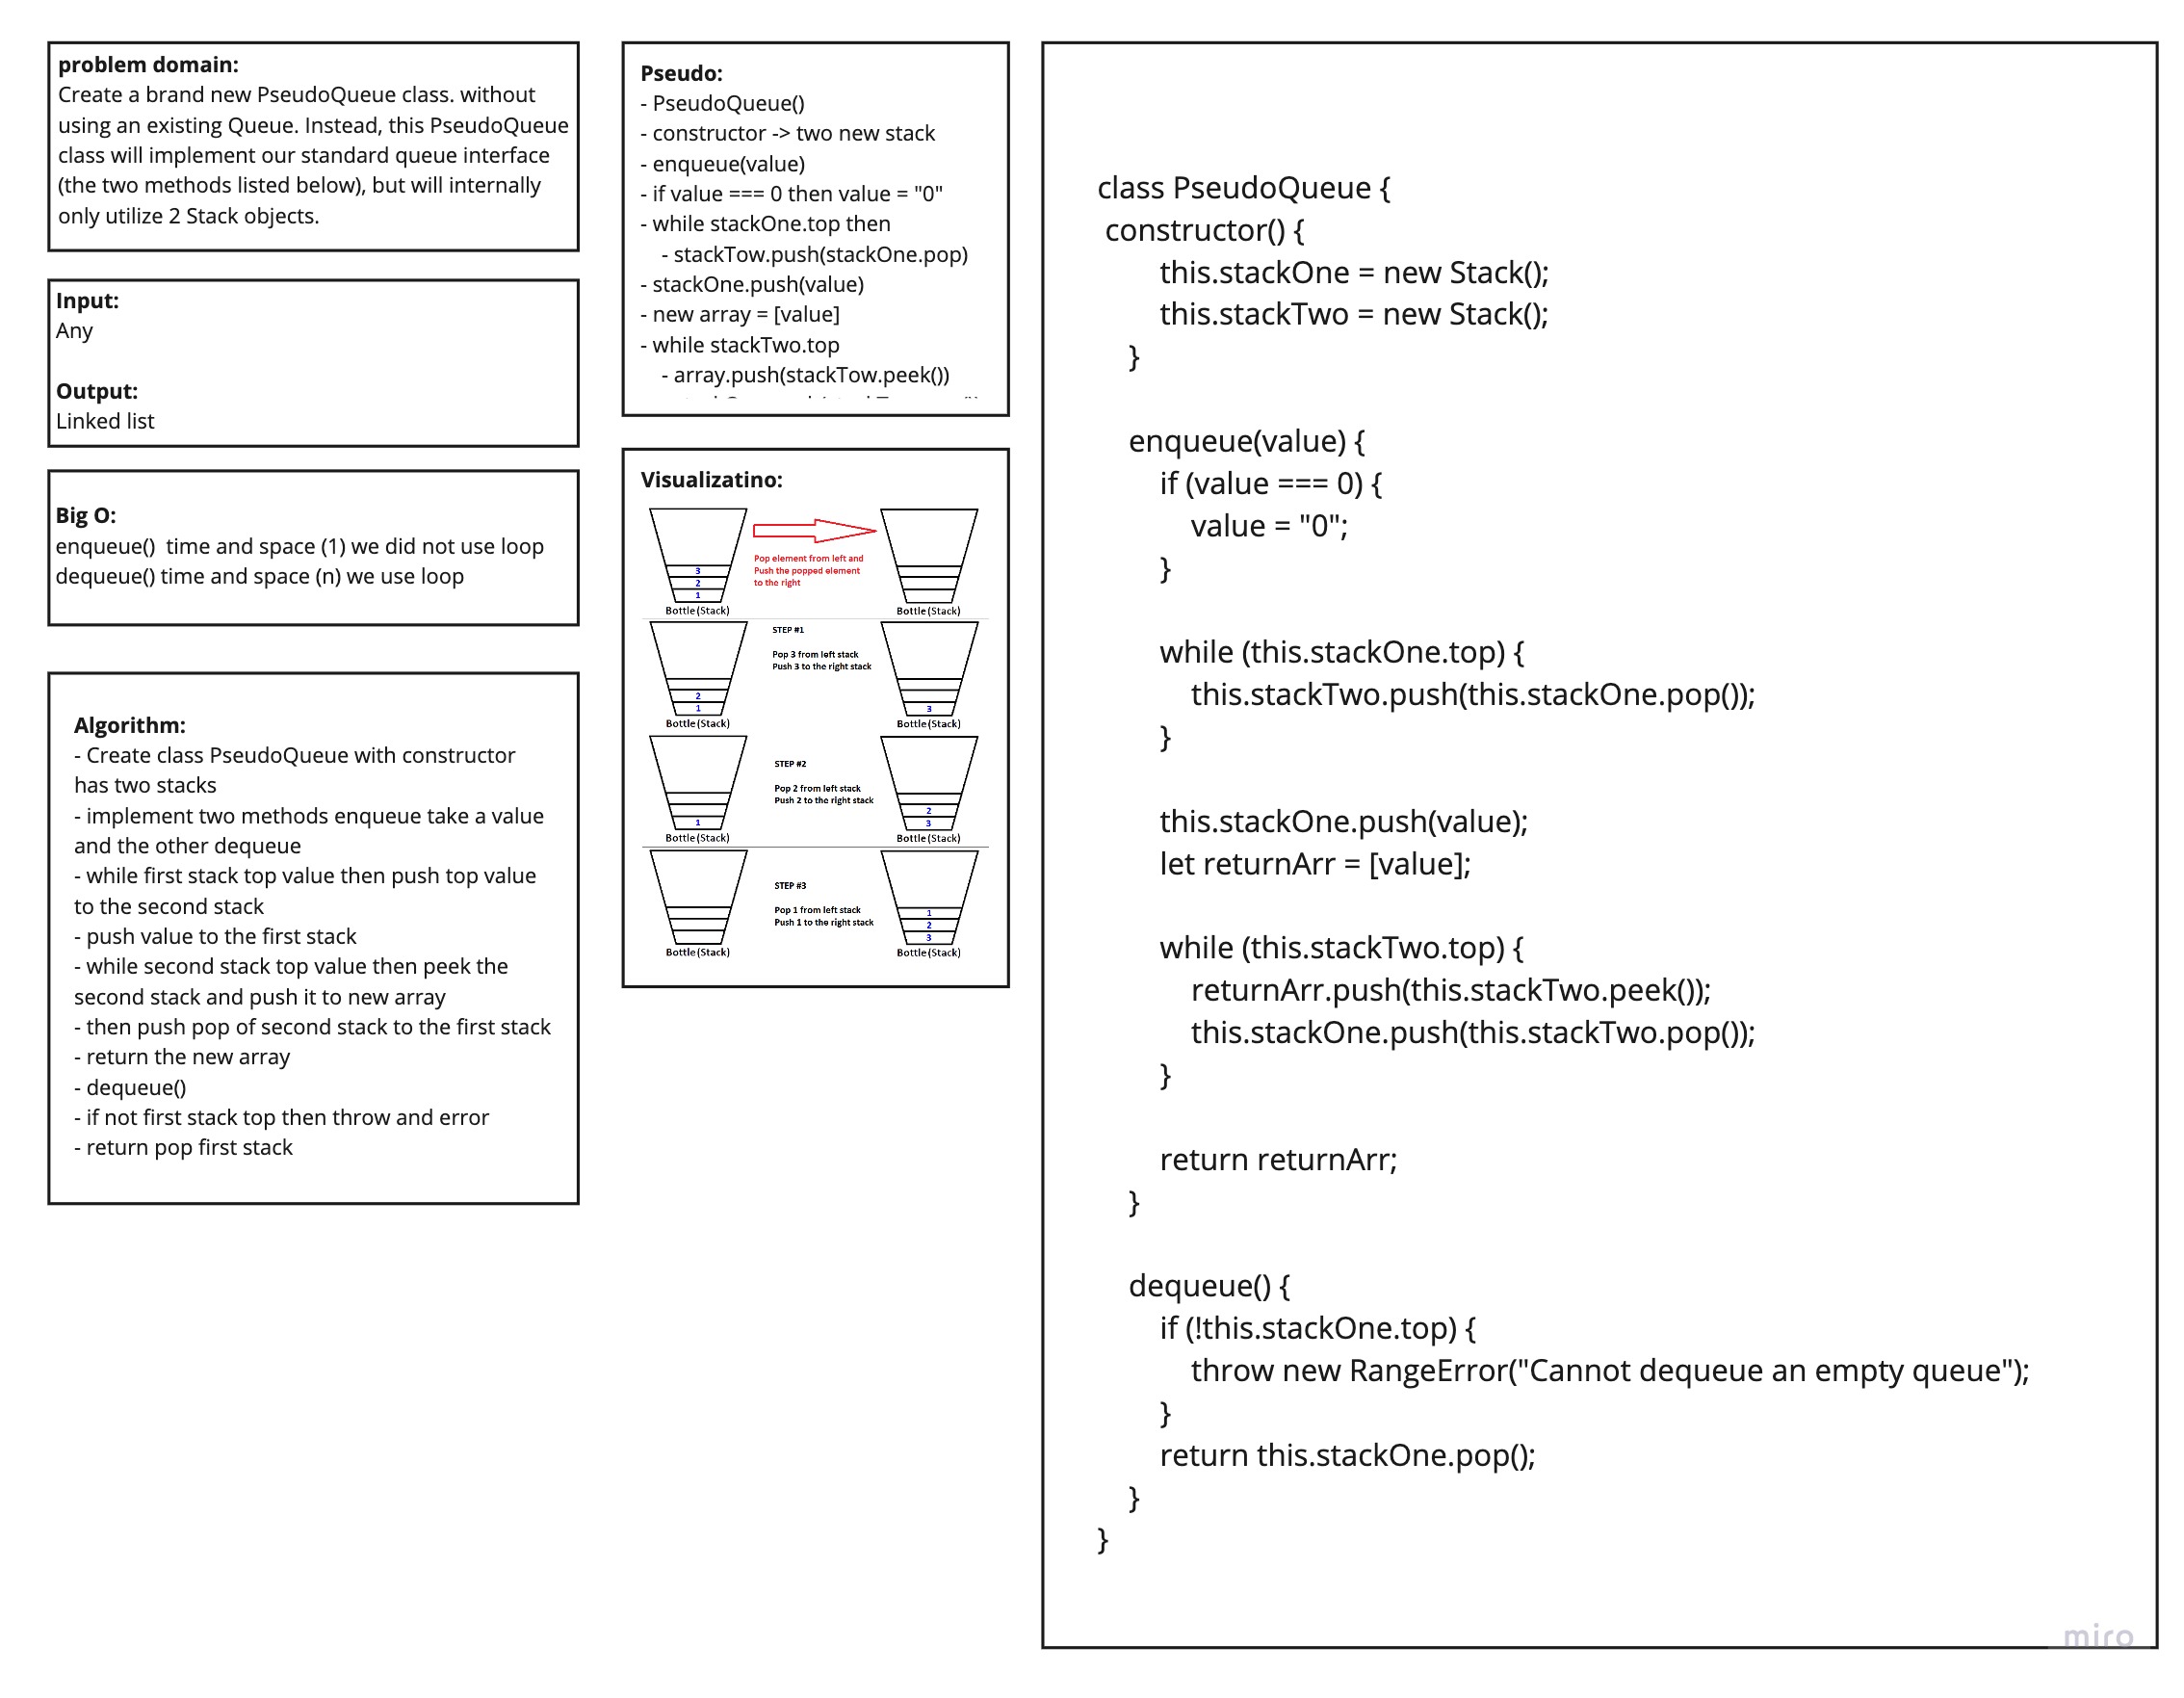 problem domain:
Create a brand new PseudoQueue class. without
using an existing Queue. Instead, this PseudoQueue
class will implement our standard queue interface
(the two methods listed below), but will internally
only utilize 2 Stack objects.
Input:
Any
Output:
Linked list
Big O:
enqueue()  time and space (1) we did not use loop
dequeue() time and space (n) we use loop
Algorithm:
- Create class PseudoQueue with constructor
has two stacks
- implement two methods enqueue take a value
and the other dequeue
- while first stack top value then push top value
to the second stack
- push value to the first stack
- while second stack top value then peek the
second stack and push it to new array
- then push pop of second stack to the first stack
- return the new array
- dequeue()
- if not first stack top then throw and error
- return pop first stack
Pseudo:
- PseudoQueue()
- constructor -> two new stack
- enqueue(value)
- if value === 0 then value = "0"
- while stackOne.top then
- stackTow.push(stackOne.pop)
- stackOne.push(value)
- new array = [value]
- while stackTwo.top
- array.push(stackTow.peek())
Visualizatino:
Pop element from left and
Push the popped element
to the right
3
2
1
Bottle(Stack)
Bottle(Stack)
STEP #1
Pop 3 from left stack
Push 3 to the right stack
2
1
3
Bottle(Stack)
Bottle(Stack)
STEP #2
Pop 2 from left stack
Push 2 to the right stack
1
2
3
Bottle(Stack)
Bottle(Stack)
STEP #3
Pop 1 from left stack
Push 1 to the right stack
1
2
3
Bottle(Stack)
Bottle(Stack)
class PseudoQueue {
constructor() {
this.stackOne = new Stack();
this.stackTwo = new Stack();
}
enqueue(value) {
if (value === 0) {
value = "0";
}
while (this.stackOne.top) {
this.stackTwo.push(this.stackOne.pop());
}
this.stackOne.push(value);
let returnArr = [value];
while (this.stackTwo.top) {
returnArr.push(this.stackTwo.peek());
this.stackOne.push(this.stackTwo.pop());
}
return returnArr;
}
dequeue() {
if (!this.stackOne.top) {
throw new RangeError("Cannot dequeue an empty queue");
}
return this.stackOne.pop();
}
}
miro